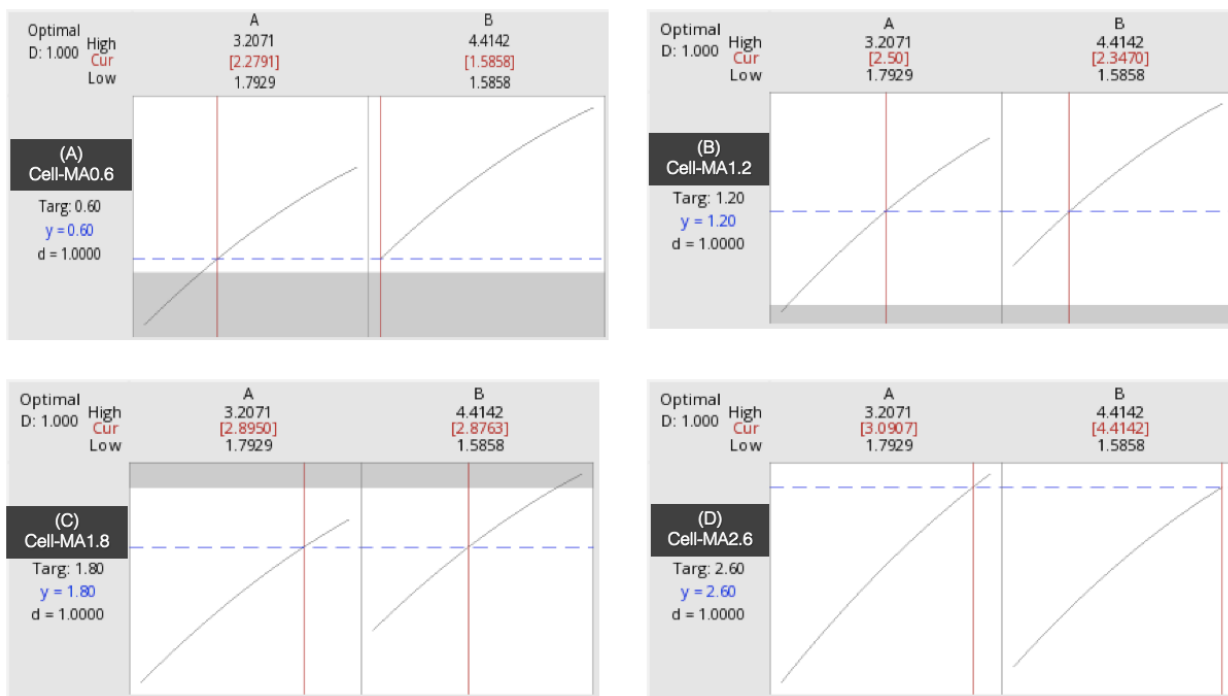 A B
Optimal High 3.2071 4.4142
D: 1.000 Cur [2.2791] [1.5858]
Low 1.7929 1.5858
(A)
Cell-MA0.6
Targ: 0.60
y = 0.60
d = 1.0000
A B
Optimal High 3.2071 4.4142
D: 1.000 Cur [2.50] [2.3470]
Low 1.7929 1.5858
(B)
Cell-MA1.2
Targ: 1.20
y = 1.20
d = 1.0000
A B
Optimal High 3.2071 4.4142
D: 1.000 Cur [2.8950] [2.8763]
Low 1.7929 1.5858
(C)
Cell-MA1.8
Targ: 1.80
y = 1.80
d = 1.0000
A B
Optimal High 3.2071 4.4142
D: 1.000 Cur [3.0907] [4.4142]
Low 1.7929 1.5858
(D)
Cell-MA2.6
Targ: 2.60
y = 2.60
d = 1.0000